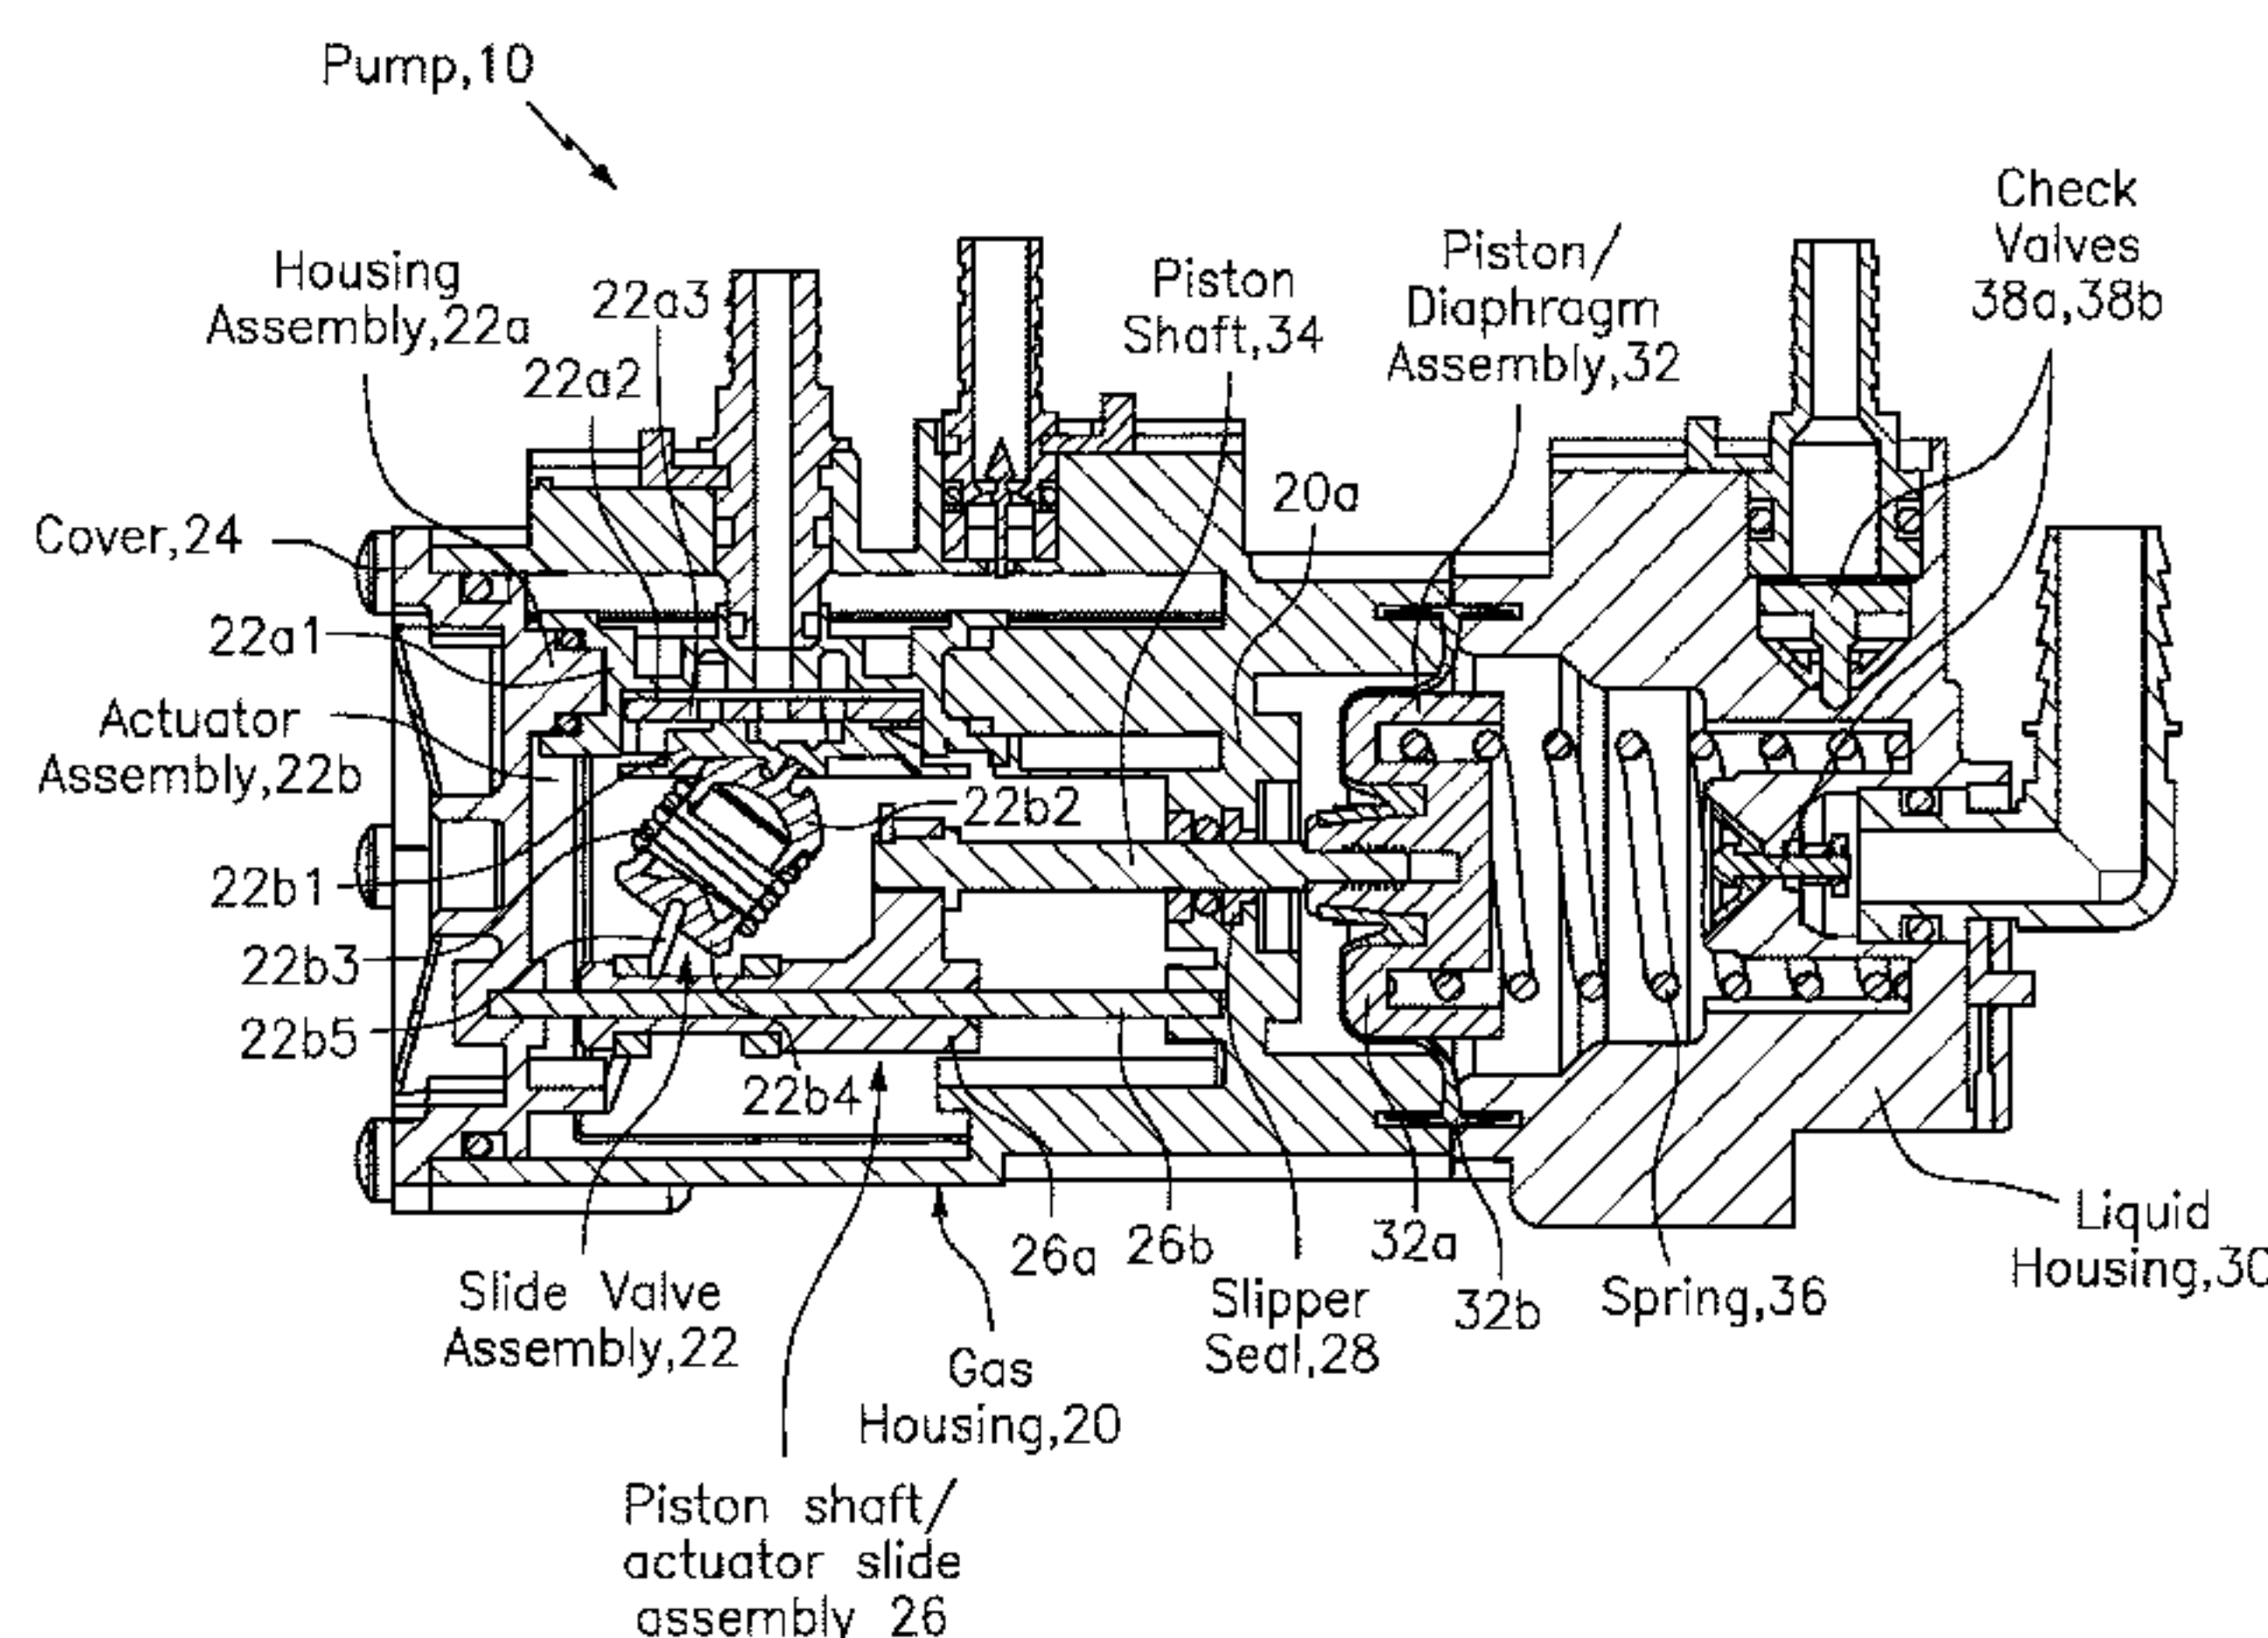 Pump,10
Check
Valves
38a,38b
Piston/
Diaphragm
Assembly,32
Piston
Shaft,34
Housing
Assembly,22a
22a3
22a2
20a
Cover,24
22a1
Actuator
Assembly,22b
22b2
22b1
22b3
22b5
22b4
26a
26b
32a
32b
Slipper
Seal,28
Spring,36
Liquid
Housing,30
Slide Valve
Assembly,22
Gas
Housing,20
Piston shaft/
actuator slide
assembly 26